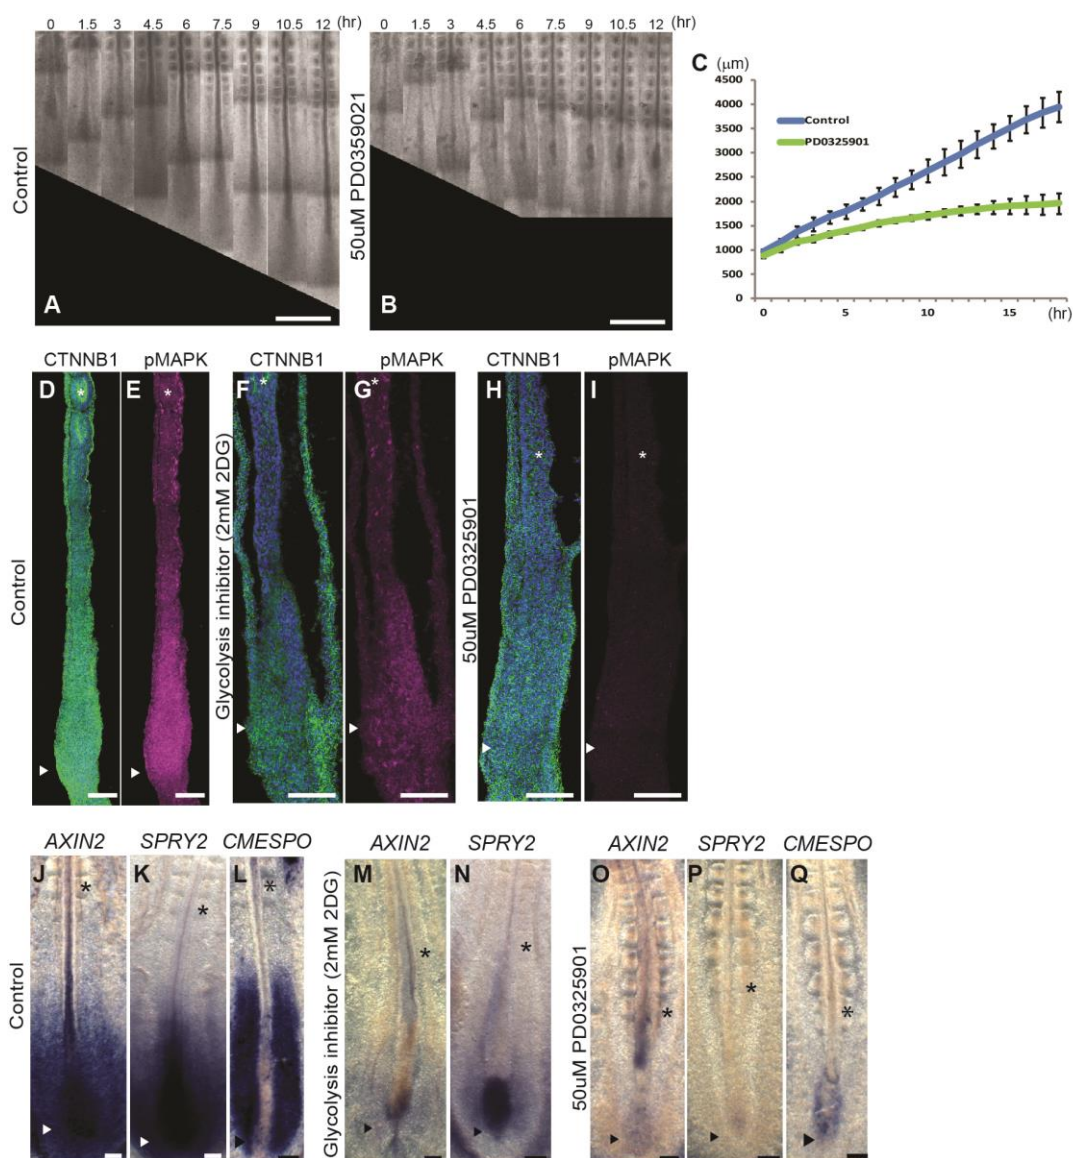 0 1.5 3 4.5 6 7.5 9 10.5 12 (hr)
0 1.5 3 4.5 6 7.5 9 10.5 12 (hr)
Control
A
50uM PD0359021
B
C (μm)
4500
4000
3500
3000
2500
2000
1500
1000
500
0
Control
PD0325901
0 5 10 15 (hr)
CTNNB1 pMAPK CTNNB1 pMAPK CTNNB1 pMAPK
Control
D * E *
Glycolysis inhibitor (2mM 2DG)
F * G *
50uM PD0325901
H * I *
AXIN2 SPRY2 CMESPO AXIN2 SPRY2 AXIN2 SPRY2 CMESPO
Control
J * K * L *
Glycolysis inhibitor (2mM 2DG)
M * N *
50uM PD0325901
O * P * Q *